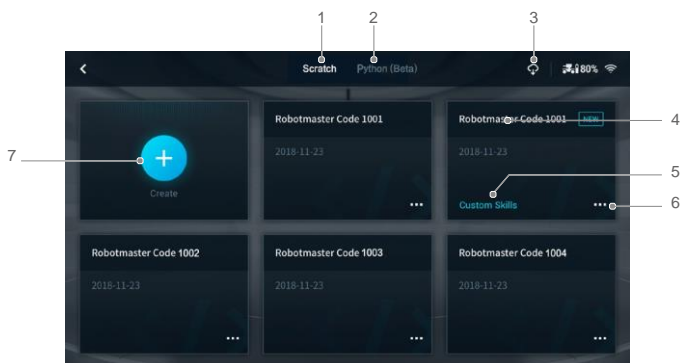 1 2 3
Scratch Python (Beta) 80%
Robotmaster Code 1001 Robotmaster Code 1001 NEW 4
7 2018-11-23 2018-11-23
5
Create Custom Skills 6
Robotmaster Code 1002 Robotmaster Code 1003 Robotmaster Code 1004
2018-11-23 2018-11-23 2018-11-23